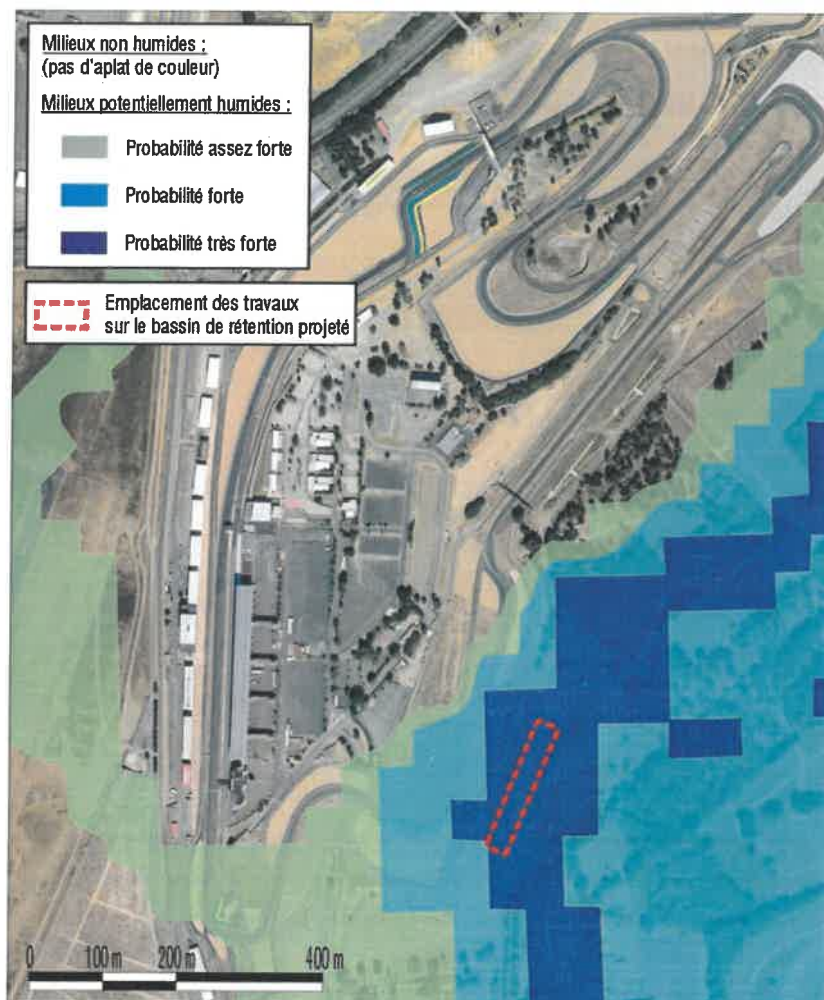 Milieux non humides :
(pas d'aplat de couleur)
Milieux potentiellement humides :
Probabilité assez forte
Probabilité forte
Probabilité très forte
Emplacement des travaux
sur le bassin de rétention projeté
0 100 m 200 m 400 m